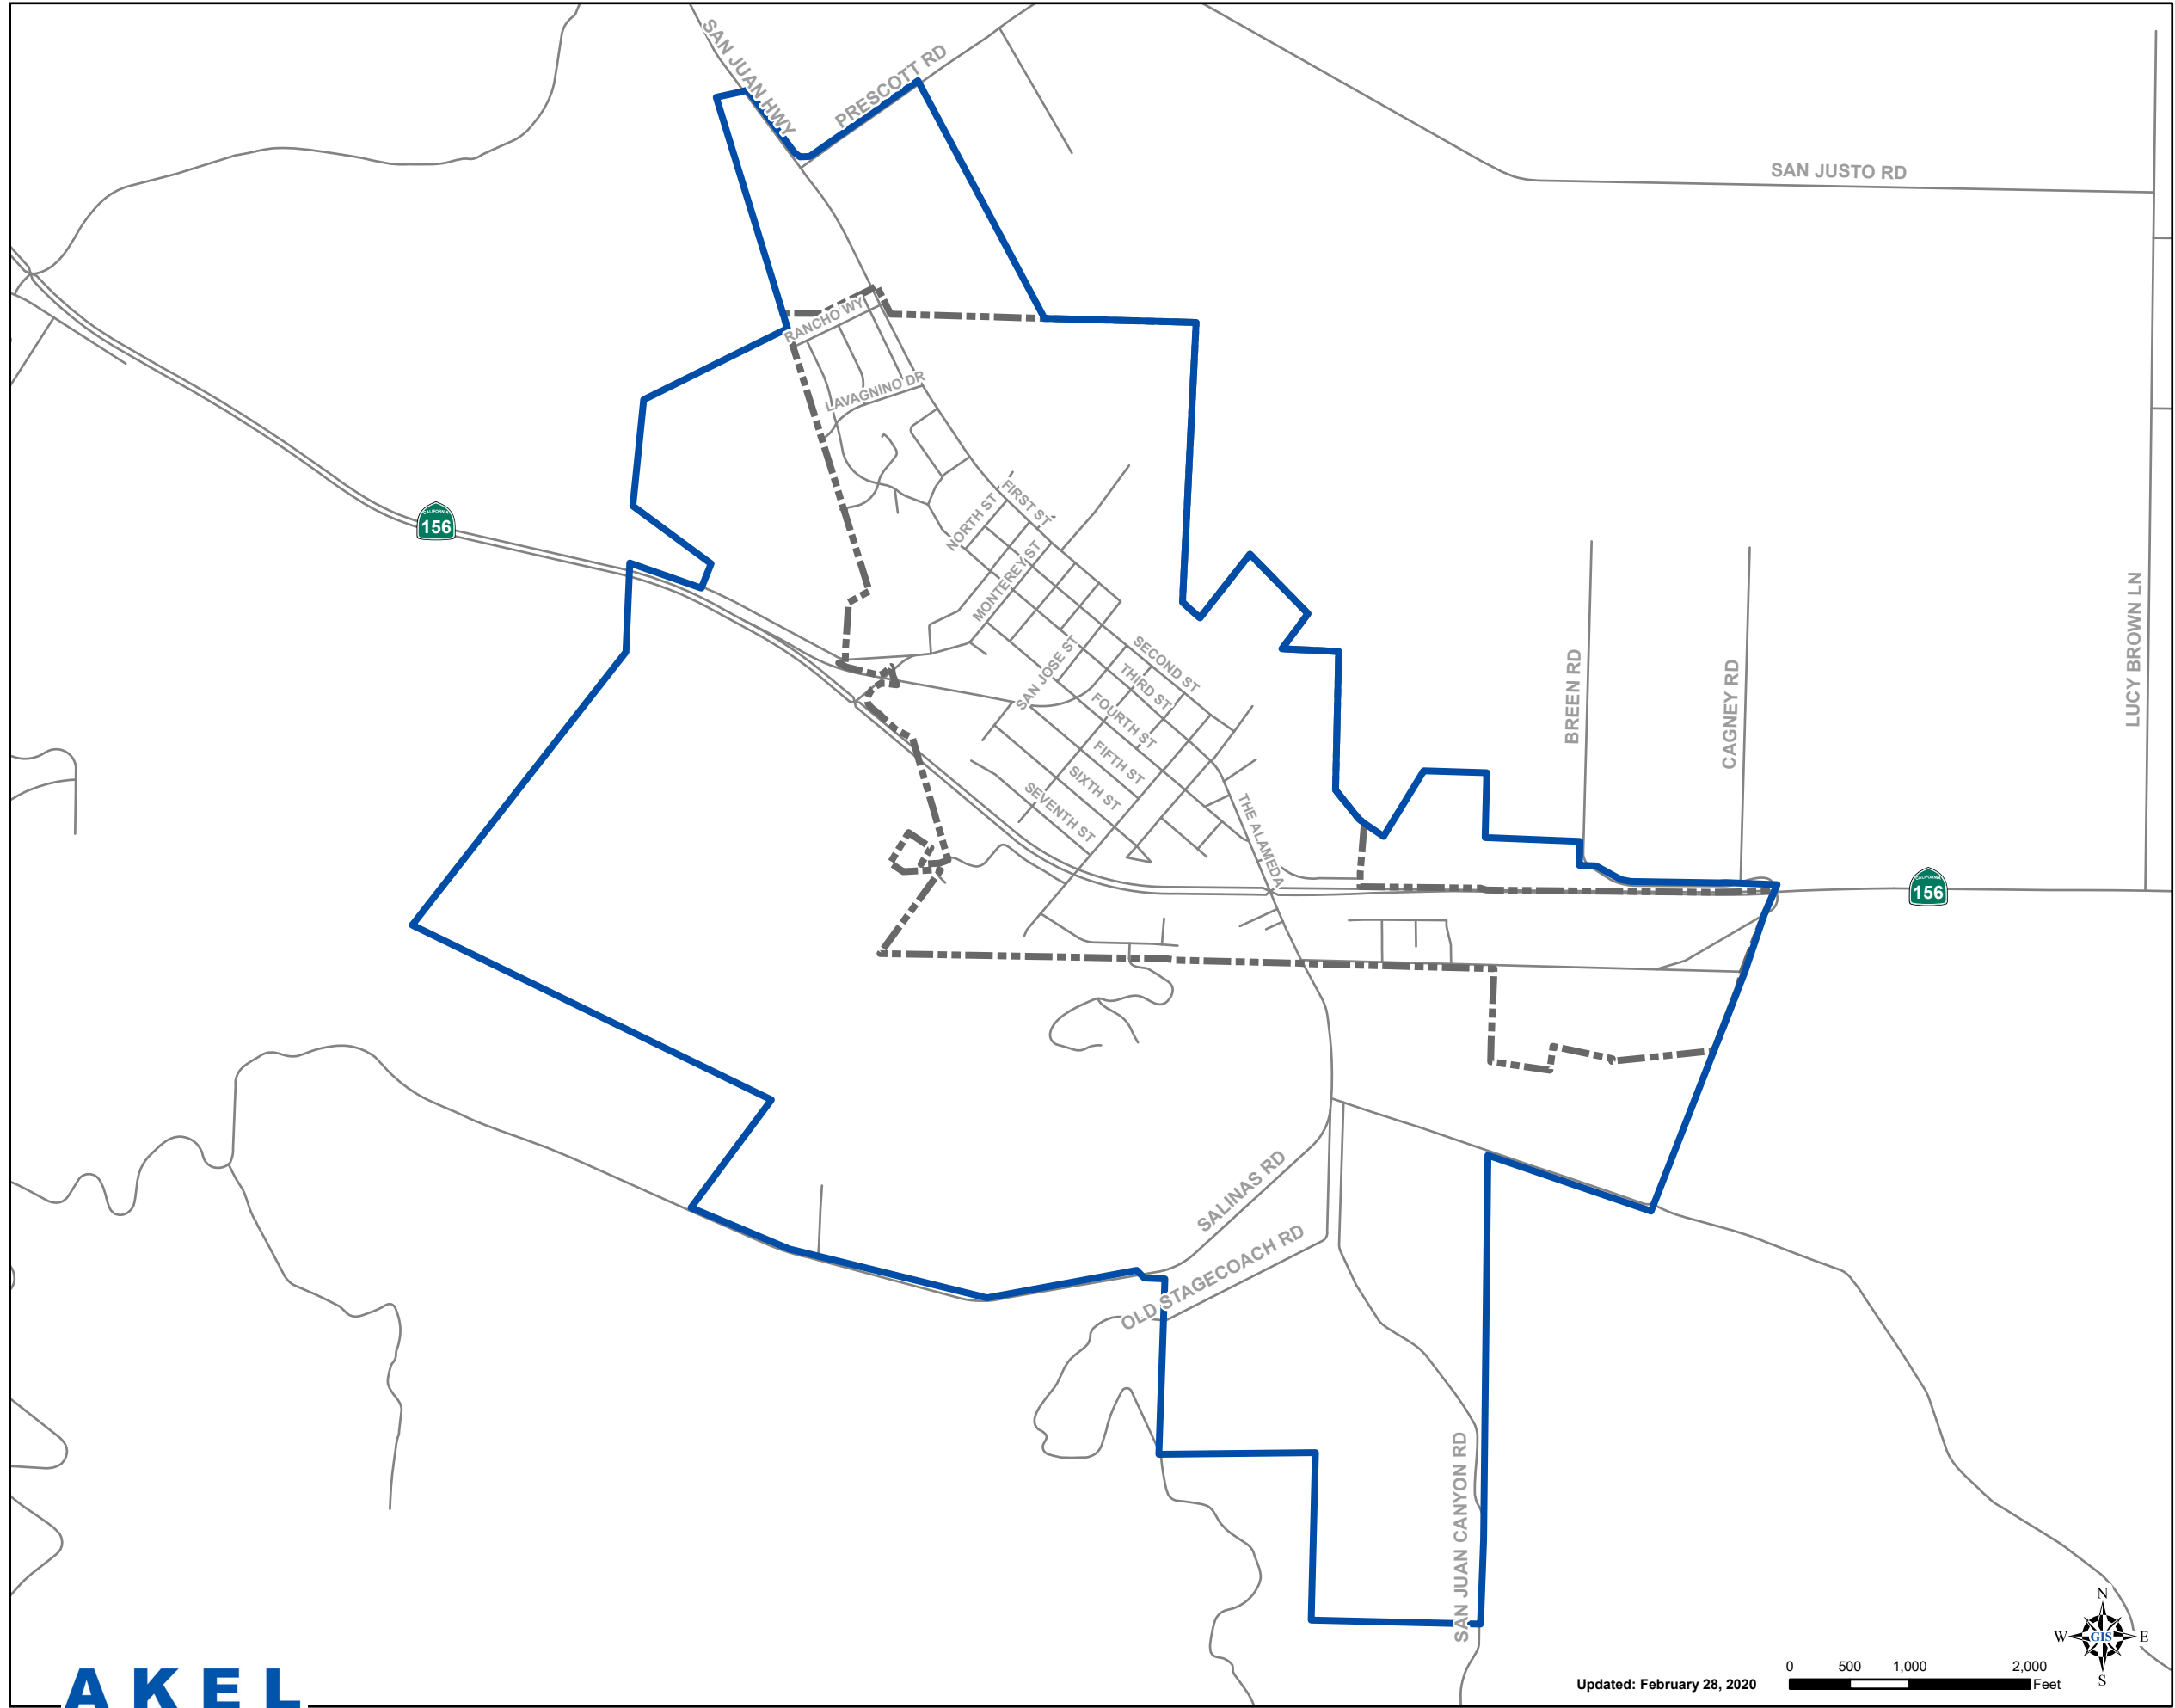 SAN JUAN HWY
PRESCOTT RD
SAN JUSTO RD
RANCHO WY
LAVAGNINO DR
CALIFORNIA
156
FIRST ST
NORTH ST
MONTEREY ST
SECOND ST
SAN JOSE ST
THIRD ST
FOURTH ST
FIFTH ST
SIXTH ST
SEVENTH ST
THE ALAMEDA
BREEN RD
CAGNEY RD
LUCY BROWN LN
CALIFORNIA
156
SALINAS RD
OLD STAGECOACH RD
SAN JUAN CANYON RD
N
W GIS E
S
0 500 1,000 2,000
Feet
Updated: February 28, 2020
AKEL